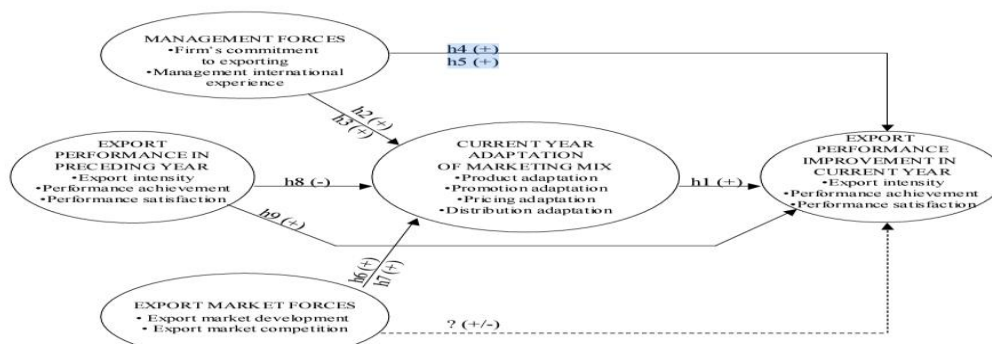 MANAGEMENT FORCES
•Firm's commitment
to exporting
•Management international
experience
h4 (+)
h5 (+)
h2 (+)
h3 (+)
EXPORT
PERFORMANCE IN
PRECEDING YEAR
•Export intensity
•Performance achievement
•Performance satisfaction
h8 (-)
h9 (+)
CURRENT YEAR
ADAPTATION
OF MARKETING MIX
•Product adaptation
•Promotion adaptation
•Pricing adaptation
•Distribution adaptation
h1 (+)
EXPORT
PERFORMANCE
IMPROVEMENT IN
CURRENT YEAR
•Export intensity
•Performance achievement
•Performance satisfaction
h6 (+)
h7 (+)
EXPORT MARKET FORCES
• Export market development
• Export market competition
? (+/-)